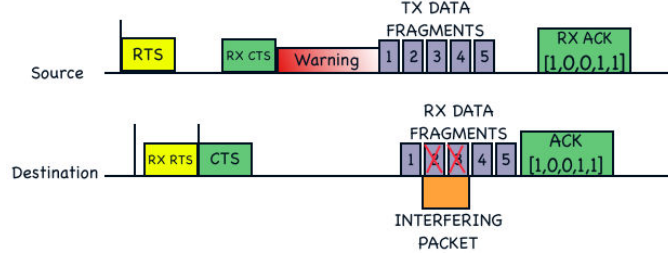 TX DATA
FRAGMENTS
RTS
RX CTS
Warning
1 2 3 4 5
RX ACK
[1,0,0,1,1]
Source
RX DATA
FRAGMENTS
RX RTS
CTS
1 2 3 4 5
ACK
[1,0,0,1,1]
Destination
INTERFERING
PACKET